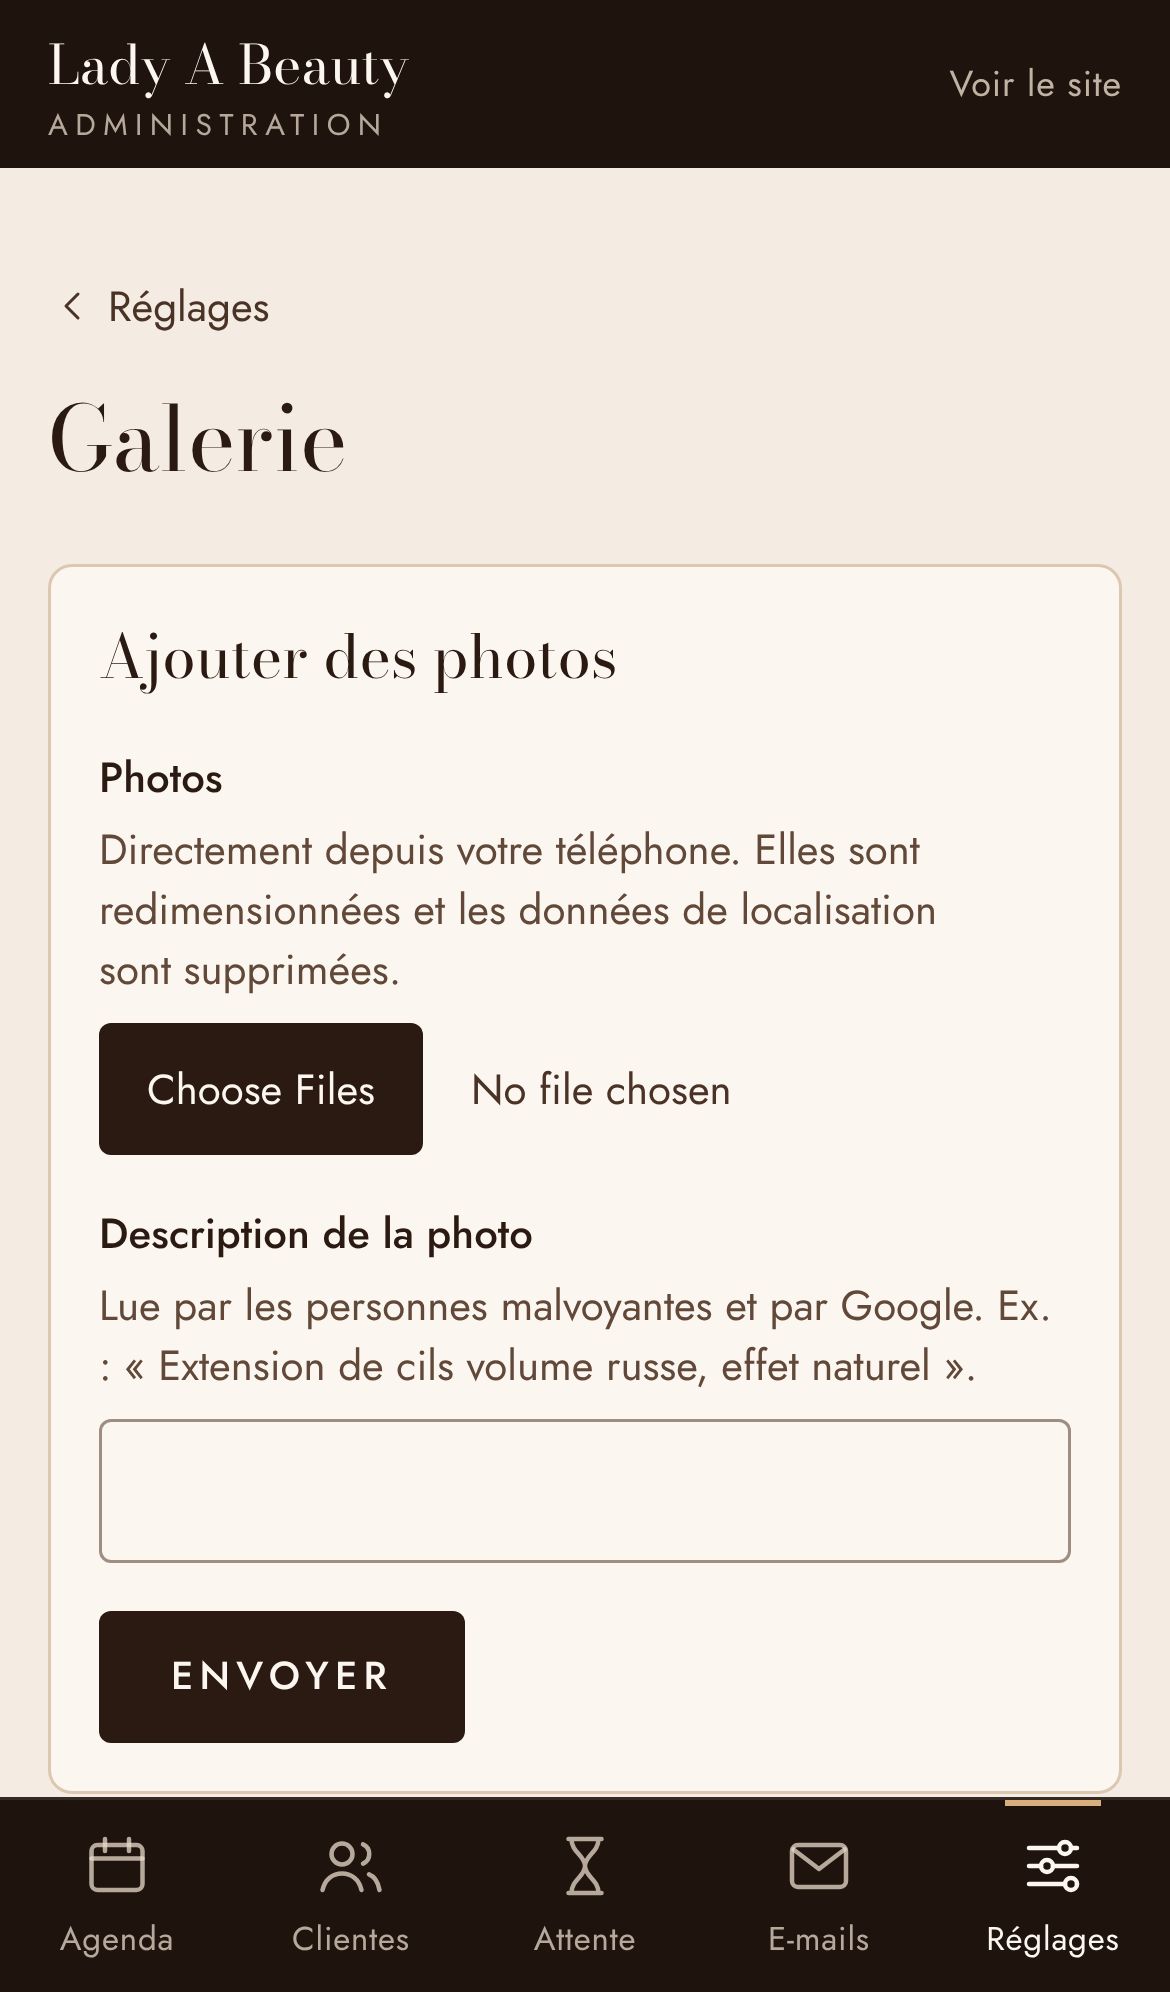 Lady A Beauty
ADMINISTRATION
Voir le site
Réglages
Galerie
Ajouter des photos
Photos
Directement depuis votre téléphone. Elles sont
redimensionnées et les données de localisation
sont supprimées.
Choose Files
No file chosen
Description de la photo
Lue par les personnes malvoyantes et par Google. Ex.
: « Extension de cils volume russe, effet naturel ».
ENVOYER
Agenda
Clientes
Attente
E-mails
Réglages